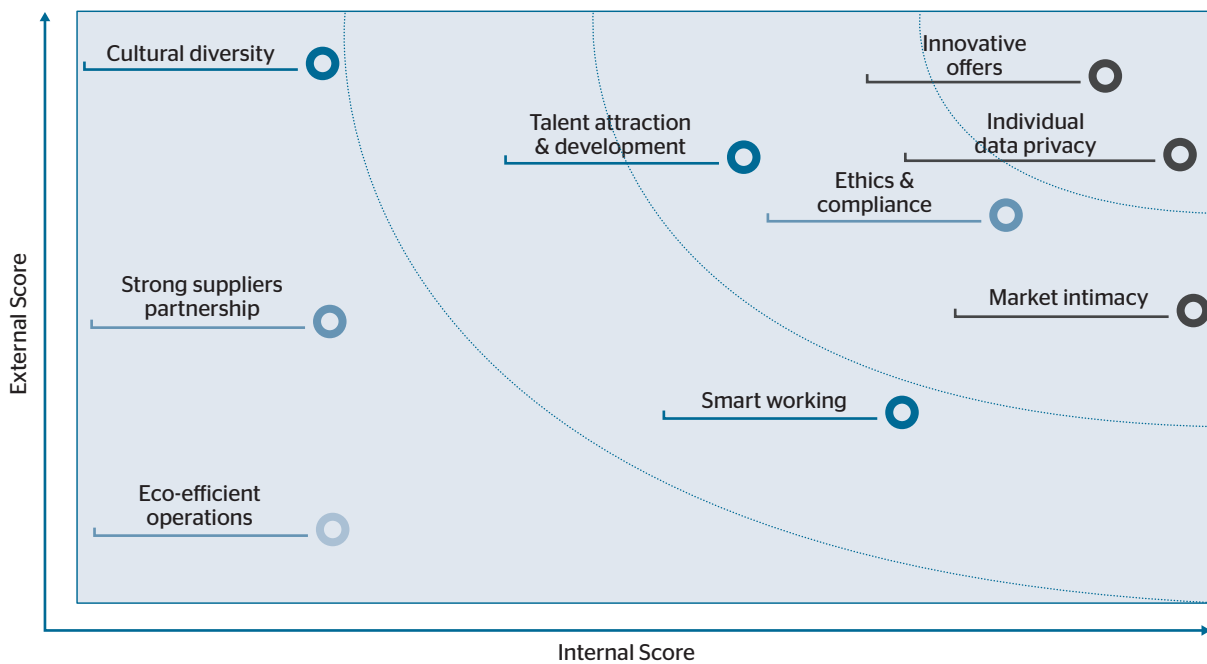 Cultural diversity
Innovative
offers
Talent attraction
& development
Individual
data privacy
Ethics &
compliance
Strong suppliers
partnership
Market intimacy
Smart working
Eco-efficient
operations
External Score
Internal Score